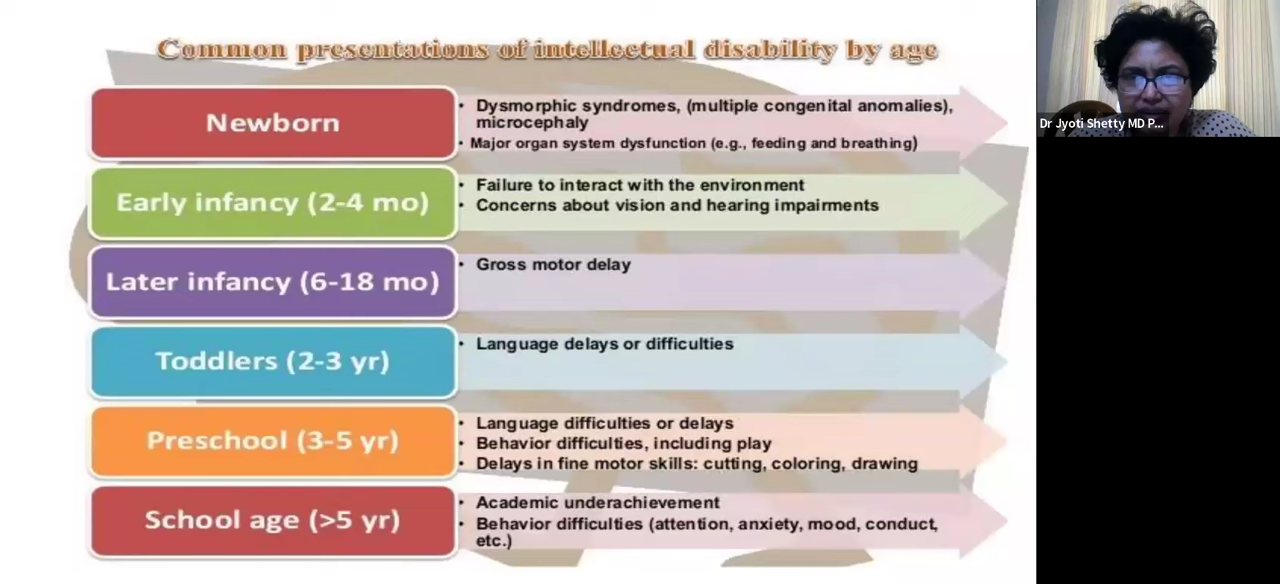 Common presentations of intellectual disability by age
Newborn
• Dysmorphic syndromes, (multiple congenital anomalies),
microcephaly
• Major organ system dysfunction (e.g., feeding and breathing)
Early infancy (2-4 mo)
• Failure to interact with the environment
• Concerns about vision and hearing impairments
Later infancy (6-18 mo)
• Gross motor delay
Toddlers (2-3 yr)
• Language delays or difficulties
Preschool (3-5 yr)
• Language difficulties or delays
• Behavior difficulties, including play
• Delays in fine motor skills: cutting, coloring, drawing
School age (>5 yr)
• Academic underachievement
• Behavior difficulties (attention, anxiety, mood, conduct,
etc.)
Dr Jyoti Shetty MD P...